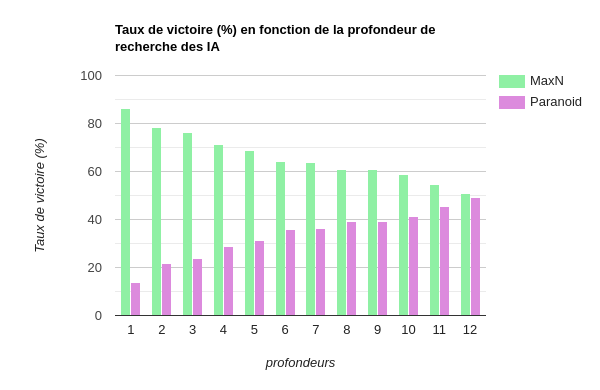 Taux de victoire (%) en fonction de la profondeur de
recherche des IA
MaxN
Paranoid
Taux de victoire (%)
100
80
60
40
20
0
1 2 3 4 5 6 7 8 9 10 11 12
profondeurs